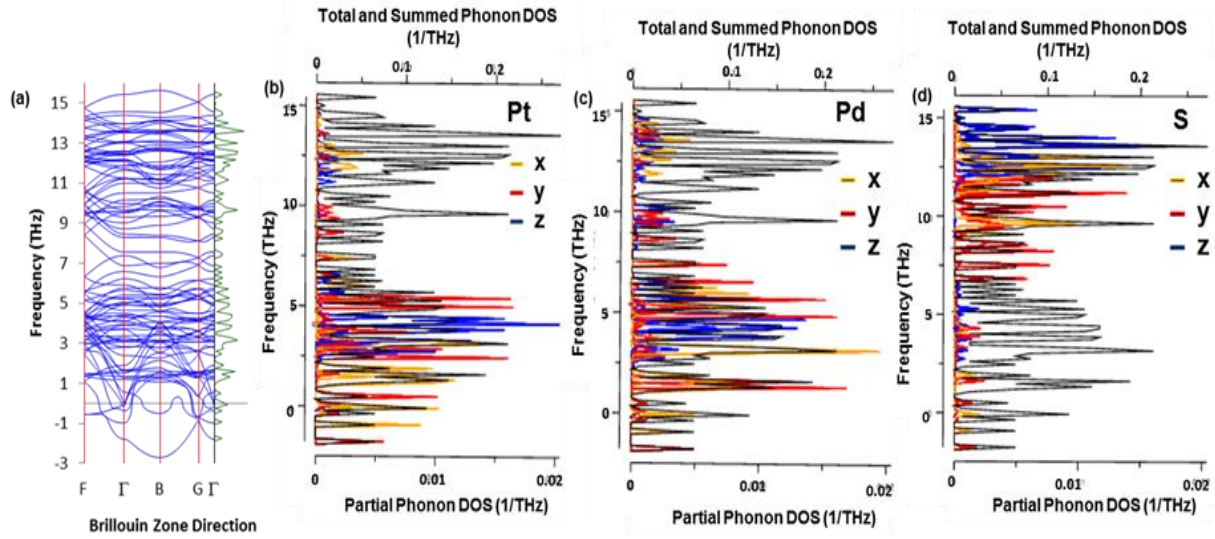 (a)
Frequency (THz)
15
13
11
9
7
5
3
1
-1
-3
F Γ B G Γ
Brillouin Zone Direction
Total and Summed Phonon DOS
(1/THz)
0 0.1 0.2
(b)
Pt
x
y
z
Frequency (THz)
15
10
5
0
0 0.01 0.02
Partial Phonon DOS (1/THz)
Total and Summed Phonon DOS
(1/THz)
0 0.1 0.2
(c)
Pd
x
y
z
Frequency (THz)
15
10
5
0
0 0.01 0.02
Partial Phonon DOS (1/THz)
Total and Summed Phonon DOS
(1/THz)
0 0.1 0.2
(d)
S
x
y
z
Frequency (THz)
15
10
5
0
0 0.01 0.02
Partial Phonon DOS (1/THz)